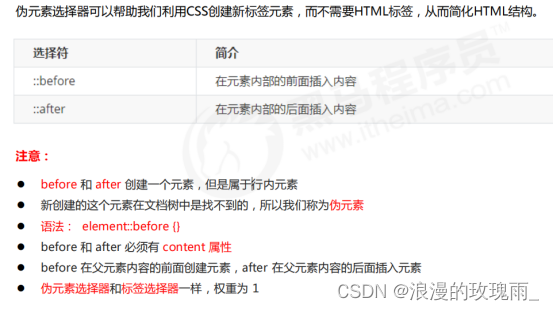 伪元素选择器可以帮助我们利用CSS创建新标签元素，而不需要HTML标签，从而简化HTML结构。
选择符 简介
::before 在元素内部的前面插入内容
::after 在元素内部的后面插入内容
黑马程序员
www.itheima.com
注意：
● before 和 after 创建一个元素，但是属于行内元素
● 新创建的这个元素在文档树中是找不到的，所以我们称为伪元素
● 语法： element::before {}
● before 和 after 必须有 content 属性
● before 在父元素内容的前面创建元素，after 在父元素内容的后面插入元素
● 伪元素选择器和标签选择器一样，权重为 1
CSDN @浪漫的玫瑰雨_